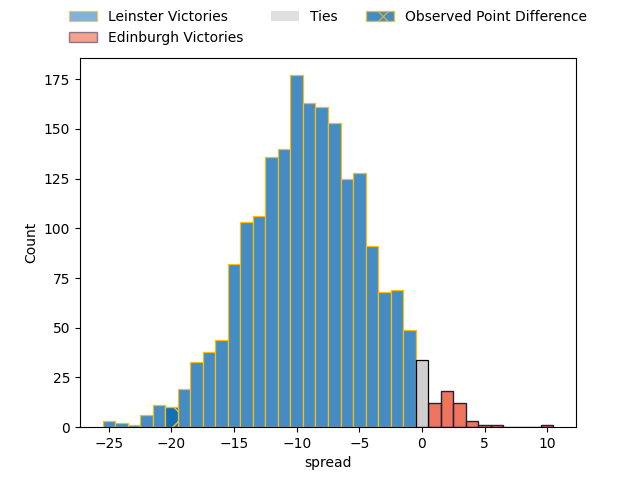 Leinster Victories
Ties
Observed Point Difference
Edinburgh Victories
175
150
125
100
75
50
25
0
Count
−25
−20
−15
−10
−5
0
5
10
spread